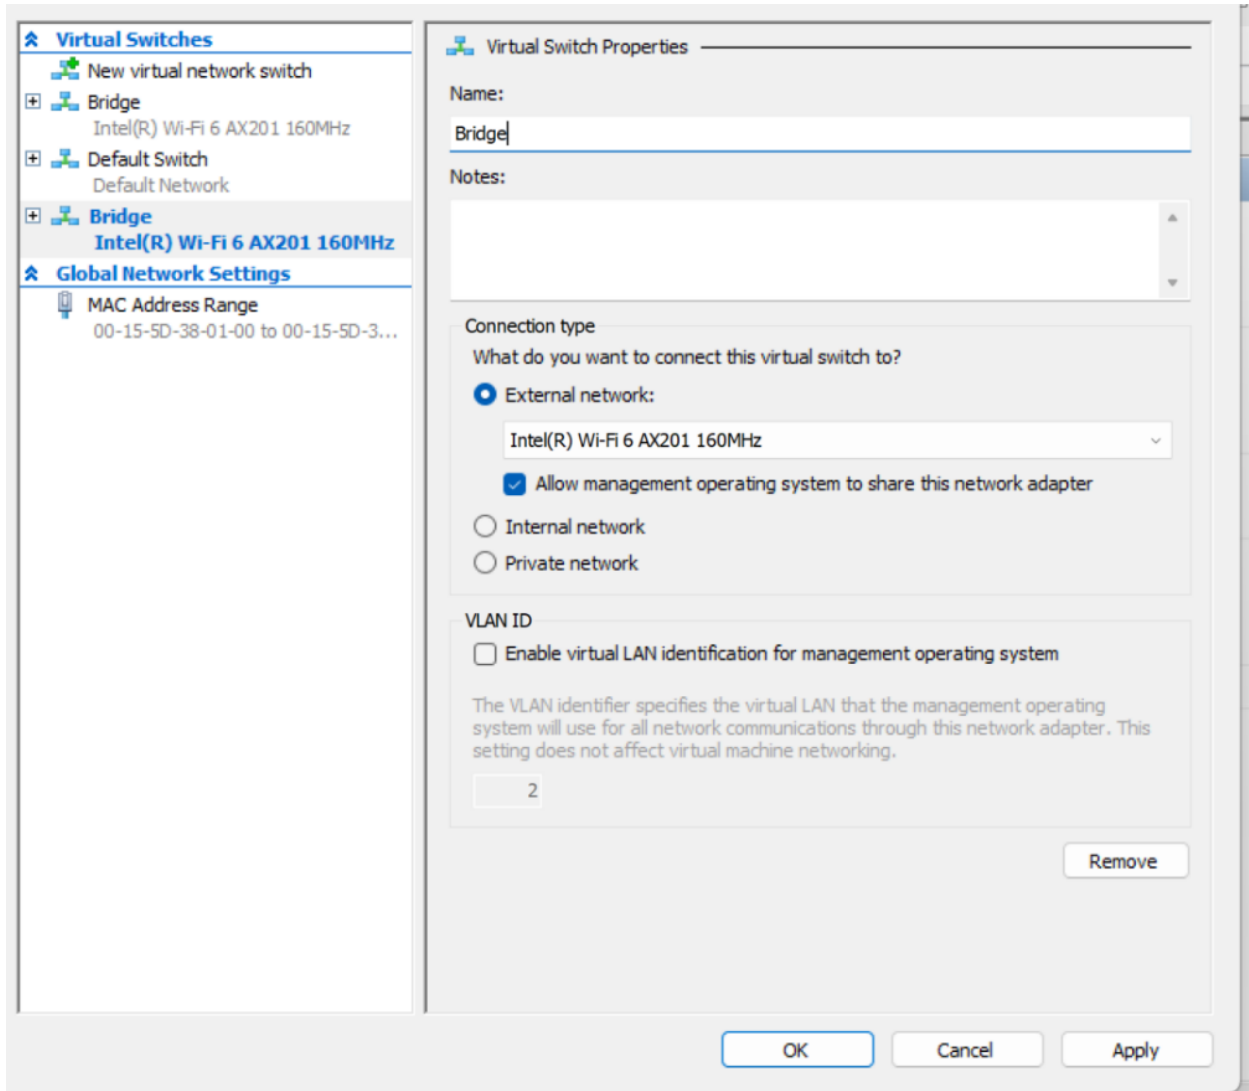 Virtual Switches
New virtual network switch
Bridge
Intel(R) Wi-Fi 6 AX201 160MHz
Default Switch
Default Network
Bridge
Intel(R) Wi-Fi 6 AX201 160MHz
Global Network Settings
MAC Address Range
00-15-5D-38-01-00 to 00-15-5D-3...
Virtual Switch Properties
Name:
Bridge
Notes:
Connection type
What do you want to connect this virtual switch to?
External network:
Intel(R) Wi-Fi 6 AX201 160MHz
Allow management operating system to share this network adapter
Internal network
Private network
VLAN ID
Enable virtual LAN identification for management operating system
The VLAN identifier specifies the virtual LAN that the management operating
system will use for all network communications through this network adapter. This
setting does not affect virtual machine networking.
2
Remove
OK
Cancel
Apply